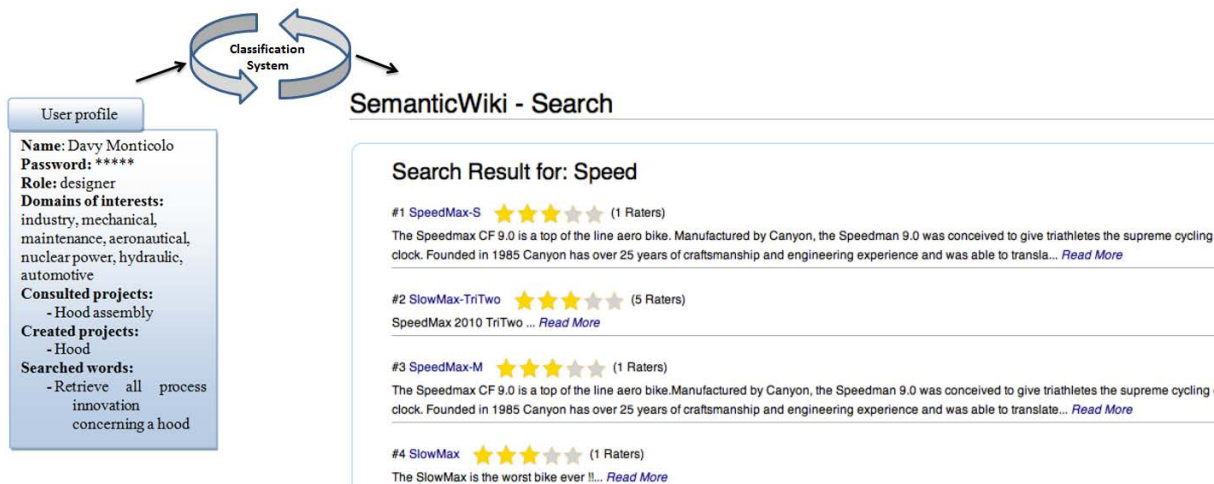 Classification
System
User profile
Name: Davy Monticolo
Password: *****
Role: designer
Domains of interests:
industry, mechanical,
maintenance, aeronautical,
nuclear power, hydraulic,
automotive
Consulted projects:
- Hood assembly
Created projects:
- Hood
Searched words:
- Retrieve all process
innovation
concerning a hood
SemanticWiki - Search
Search Result for: Speed
#1 SpeedMax-S (1 Raters)
The Speedmax CF 9.0 is a top of the line aero bike. Manufactured by Canyon, the Speedman 9.0 was conceived to give triathletes the supreme cycling
clock. Founded in 1985 Canyon has over 25 years of craftsmanship and engineering experience and was able to transla... Read More
#2 SlowMax-TriTwo (5 Raters)
SpeedMax 2010 TriTwo ... Read More
#3 SpeedMax-M (1 Raters)
The Speedmax CF 9.0 is a top of the line aero bike.Manufactured by Canyon, the Speedman 9.0 was conceived to give triathletes the supreme cycling
clock. Founded in 1985 Canyon has over 25 years of craftsmanship and engineering experience and was able to translate... Read More
#4 SlowMax (1 Raters)
The SlowMax is the worst bike ever !!... Read More